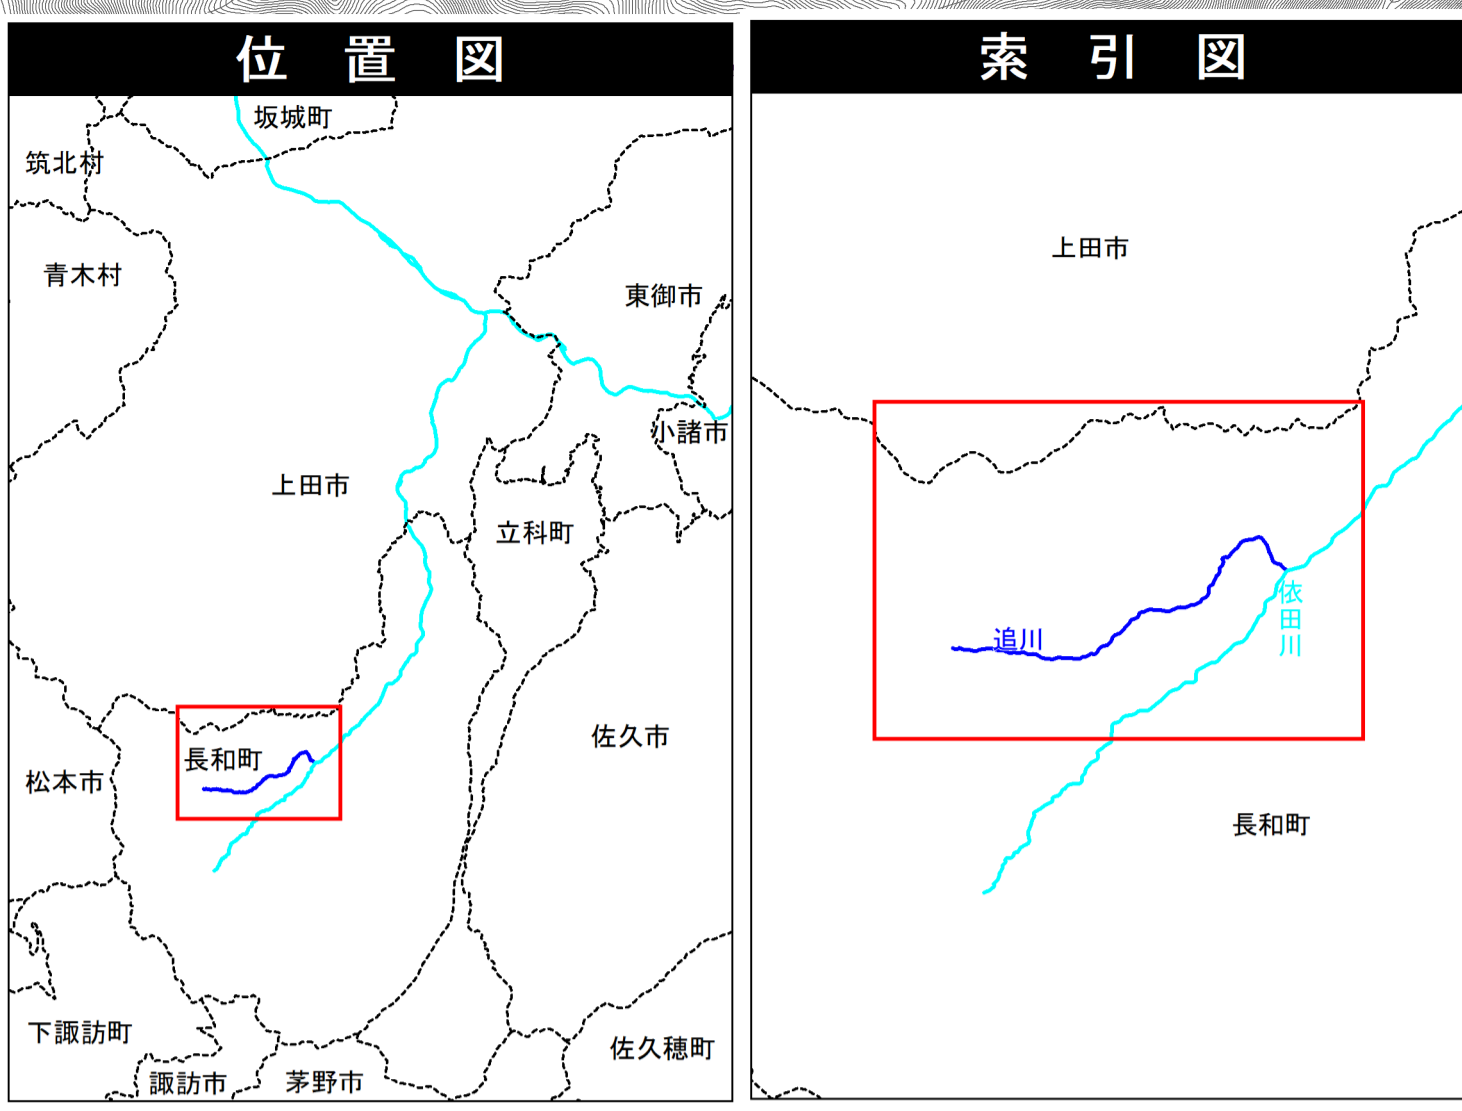 位置図
坂城町
筑北村
青木村
東御市
小諸市
上田市
立科町
佐久市
長和町
松本市
下諏訪町
佐久穂町
諏訪市
茅野市
索引図
上田市
依田川
追川
長和町